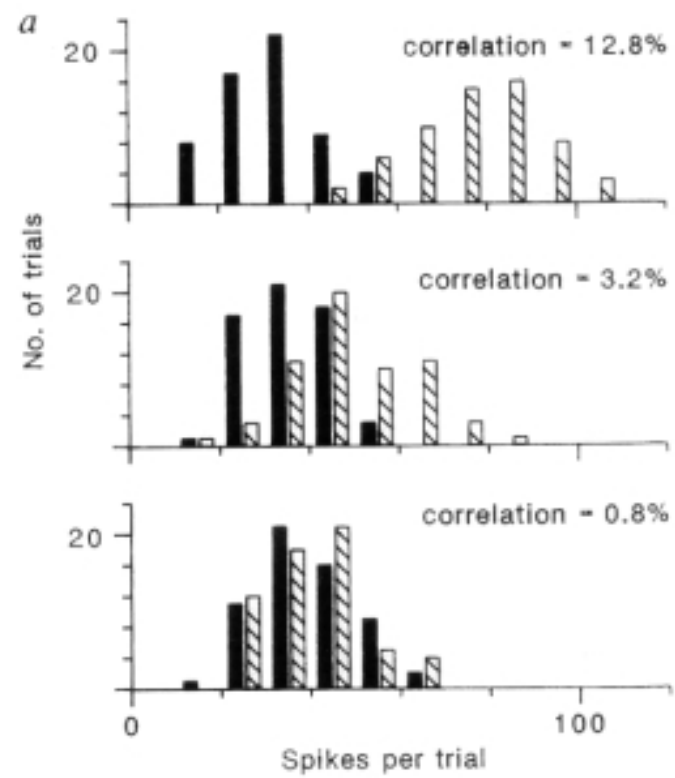 a
20
correlation = 12.8%
No. of trials
20
correlation = 3.2%
20
correlation = 0.8%
0
100
Spikes per trial